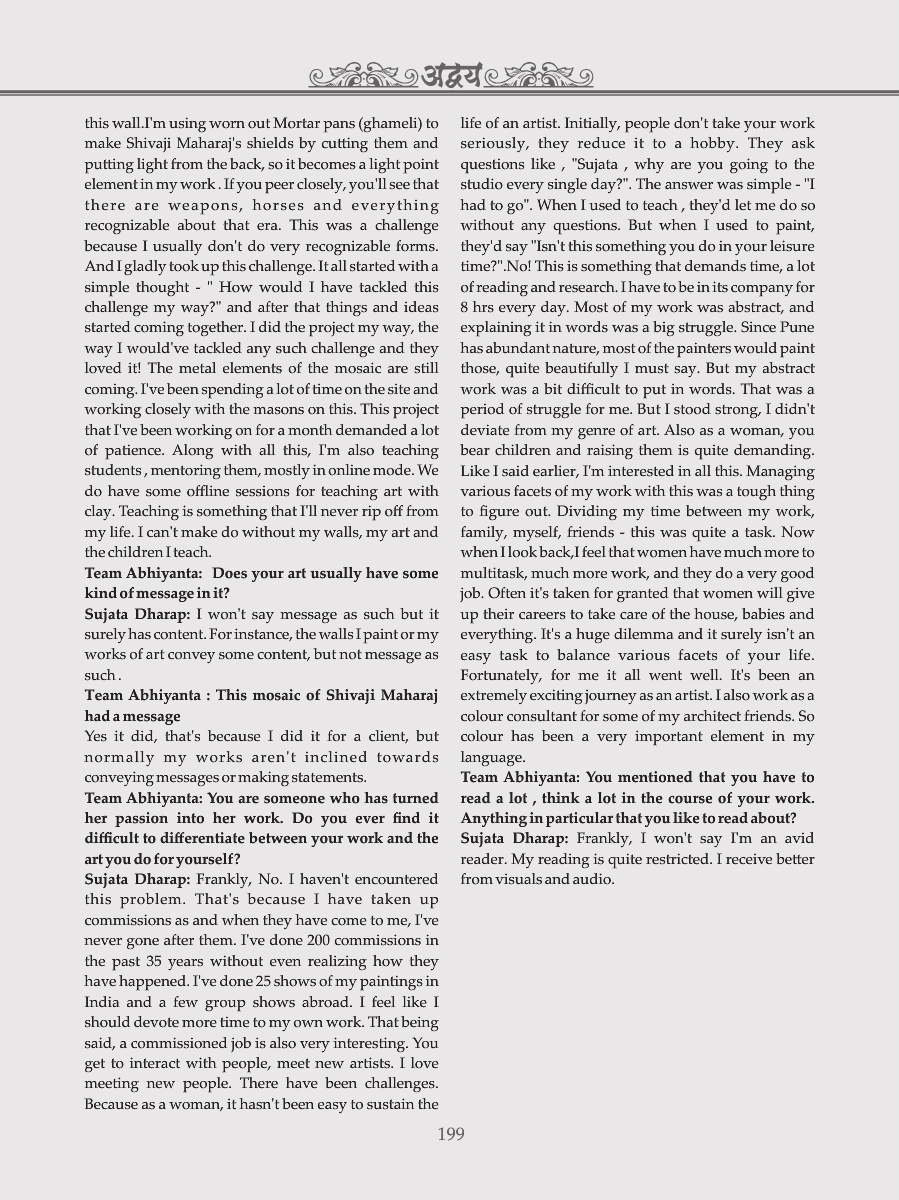 अद्वय
this wall.I'm using worn out Mortar pans (ghameli) to
make Shivaji Maharaj's shields by cutting them and
putting light from the back, so it becomes a light point
element in my work . If you peer closely, you'll see that
there are weapons, horses and everything
recognizable about that era. This was a challenge
because I usually don't do very recognizable forms.
And I gladly took up this challenge. It all started with a
simple thought - " How would I have tackled this
challenge my way?" and after that things and ideas
started coming together. I did the project my way, the
way I would've tackled any such challenge and they
loved it! The metal elements of the mosaic are still
coming. I've been spending a lot of time on the site and
working closely with the masons on this. This project
that I've been working on for a month demanded a lot
of patience. Along with all this, I'm also teaching
students , mentoring them, mostly in online mode. We
do have some offline sessions for teaching art with
clay. Teaching is something that I'll never rip off from
my life. I can't make do without my walls, my art and
the children I teach.
Team Abhiyanta: Does your art usually have some
kind of message in it?
Sujata Dharap: I won't say message as such but it
surely has content. For instance, the walls I paint or my
works of art convey some content, but not message as
such .
Team Abhiyanta : This mosaic of Shivaji Maharaj
had a message
Yes it did, that's because I did it for a client, but
normally my works aren't inclined towards
conveying messages or making statements.
Team Abhiyanta: You are someone who has turned
her passion into her work. Do you ever find it
difficult to differentiate between your work and the
art you do for yourself?
Sujata Dharap: Frankly, No. I haven't encountered
this problem. That's because I have taken up
commissions as and when they have come to me, I've
never gone after them. I've done 200 commissions in
the past 35 years without even realizing how they
have happened. I've done 25 shows of my paintings in
India and a few group shows abroad. I feel like I
should devote more time to my own work. That being
said, a commissioned job is also very interesting. You
get to interact with people, meet new artists. I love
meeting new people. There have been challenges.
Because as a woman, it hasn't been easy to sustain the
life of an artist. Initially, people don't take your work
seriously, they reduce it to a hobby. They ask
questions like , "Sujata , why are you going to the
studio every single day?". The answer was simple - "I
had to go". When I used to teach , they'd let me do so
without any questions. But when I used to paint,
they'd say "Isn't this something you do in your leisure
time?".No! This is something that demands time, a lot
of reading and research. I have to be in its company for
8 hrs every day. Most of my work was abstract, and
explaining it in words was a big struggle. Since Pune
has abundant nature, most of the painters would paint
those, quite beautifully I must say. But my abstract
work was a bit difficult to put in words. That was a
period of struggle for me. But I stood strong, I didn't
deviate from my genre of art. Also as a woman, you
bear children and raising them is quite demanding.
Like I said earlier, I'm interested in all this. Managing
various facets of my work with this was a tough thing
to figure out. Dividing my time between my work,
family, myself, friends - this was quite a task. Now
when I look back,I feel that women have much more to
multitask, much more work, and they do a very good
job. Often it's taken for granted that women will give
up their careers to take care of the house, babies and
everything. It's a huge dilemma and it surely isn't an
easy task to balance various facets of your life.
Fortunately, for me it all went well. It's been an
extremely exciting journey as an artist. I also work as a
colour consultant for some of my architect friends. So
colour has been a very important element in my
language.
Team Abhiyanta: You mentioned that you have to
read a lot , think a lot in the course of your work.
Anything in particular that you like to read about?
Sujata Dharap: Frankly, I won't say I'm an avid
reader. My reading is quite restricted. I receive better
from visuals and audio.
199